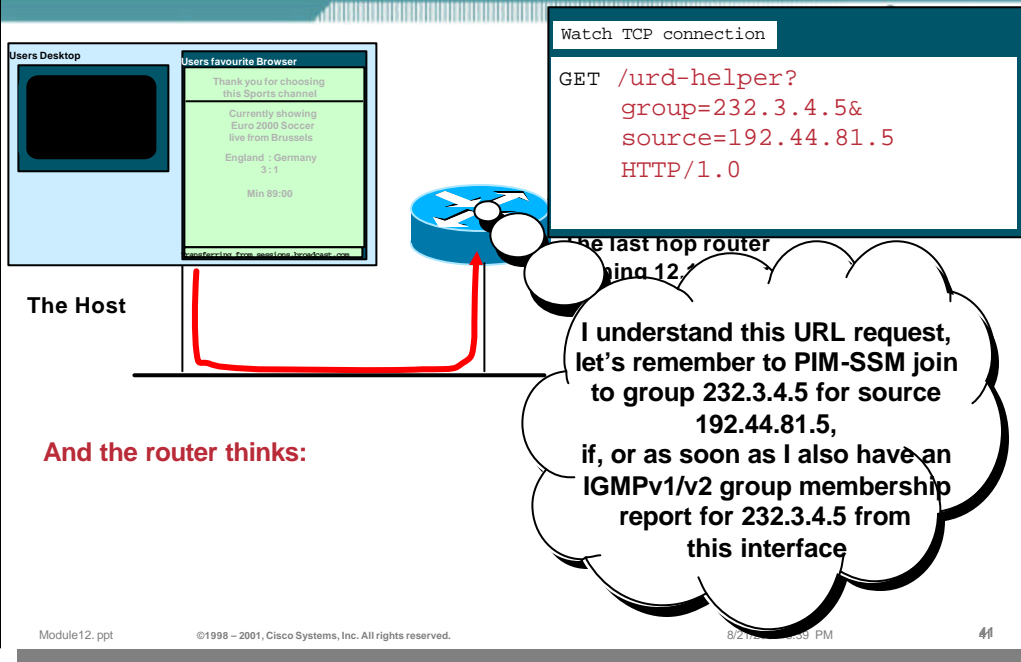 Users Desktop
Users favourite Browser
Thank you for choosing
this Sports channel
Currently showing
Euro 2000 Soccer
live from Brussels
England : Germany
3 : 1
Min 89:00
from sessions.broadcast.com
Watch TCP connection
GET /urd-helper?
group=232.3.4.5&
source=192.44.81.5
HTTP/1.0
last hop router
The Host
And the router thinks:
I understand this URL request,
let's remember to PIM-SSM join
to group 232.3.4.5 for source
192.44.81.5,
if, or as soon as I also have an
IGMPv1/v2 group membership
report for 232.3.4.5 from
this interface
Module12. ppt
©1998 – 2001, Cisco Systems, Inc. All rights reserved.
PM